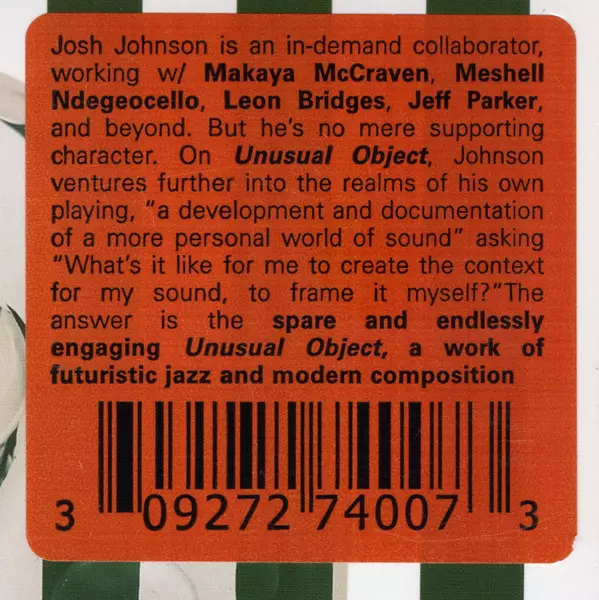 Josh Johnson is an in-demand collaborator,
working w/ Makaya McCraven, Meshell
Ndegeocello, Leon Bridges, Jeff Parker,
and beyond. But he's no mere supporting
character. On Unusual Object, Johnson
ventures further into the realms of his own
playing, "a development and documentation
of a more personal world of sound" asking
"What's it like for me to create the context
for my sound, to frame it myself?" The
answer is the spare and endlessly
engaging Unusual Object, a work of
futuristic jazz and modern composition
3 09272 74007 3